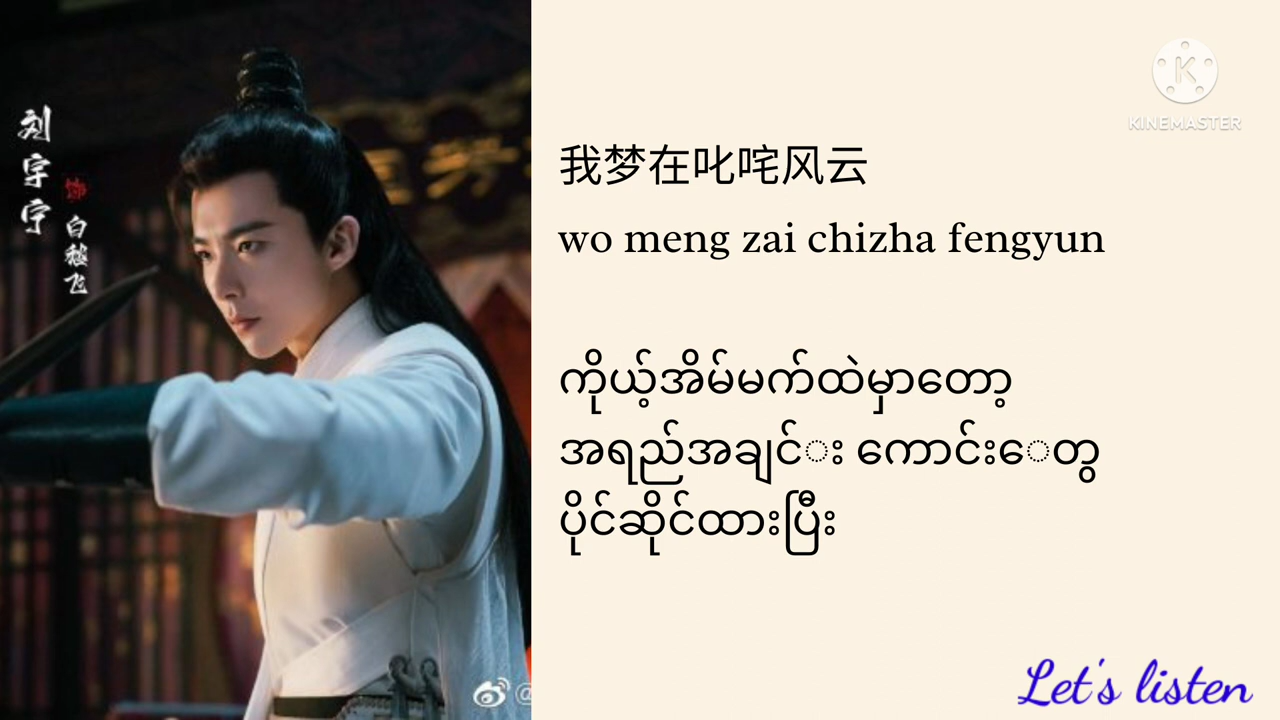 刘宇宁
饰
白愁飞
KINEMASTER
我梦在叱咤风云
wo meng zai chizha fengyun
ကိုယ့်အိမ်မက်ထဲမှာတော့
အရည်အချင်ႏး ကောင်းေတွ
ပိုင်ဆိုင်ထားပြီး
Let's listen
@